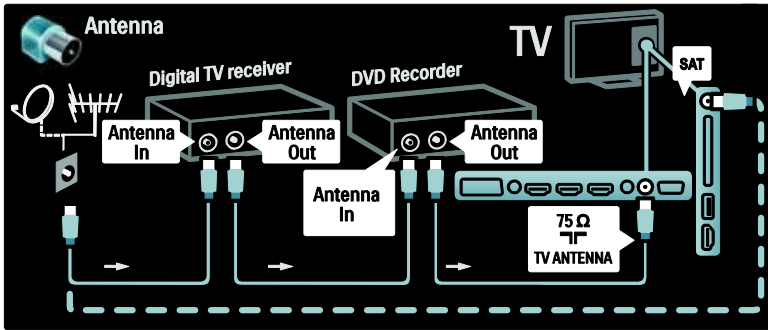 Antenna
TV
SAT
Digital TV receiver
DVD Recorder
Antenna
In
Antenna
Out
Antenna
In
Antenna
Out
75 Ω
TV ANTENNA